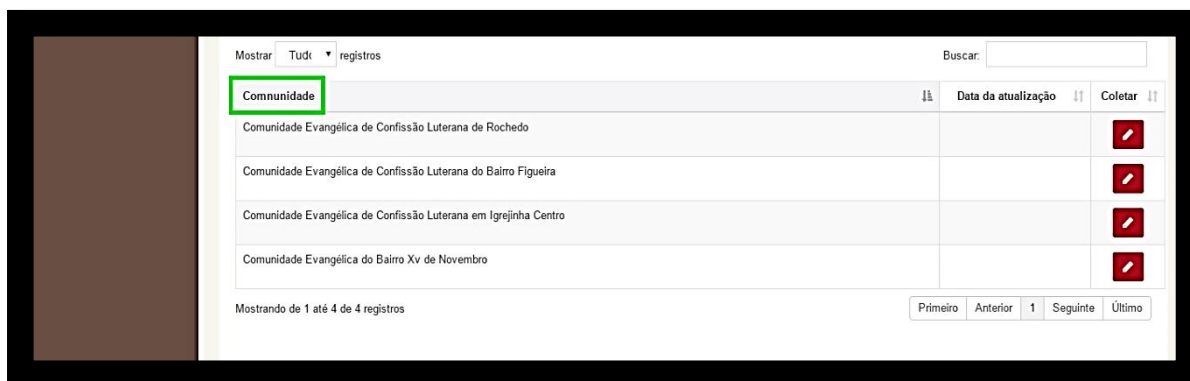 Mostrar Tudo registros Buscar:
Comnunidade Data da atualização Coletar
Comunidade Evangélica de Confissão Luterana de Rochedo
Comunidade Evangélica de Confissão Luterana do Bairro Figueira
Comunidade Evangélica de Confissão Luterana em Igrejinha Centro
Comunidade Evangélica do Bairro Xv de Novembro
Mostrando de 1 até 4 de 4 registros Primeiro Anterior 1 Seguinte Último